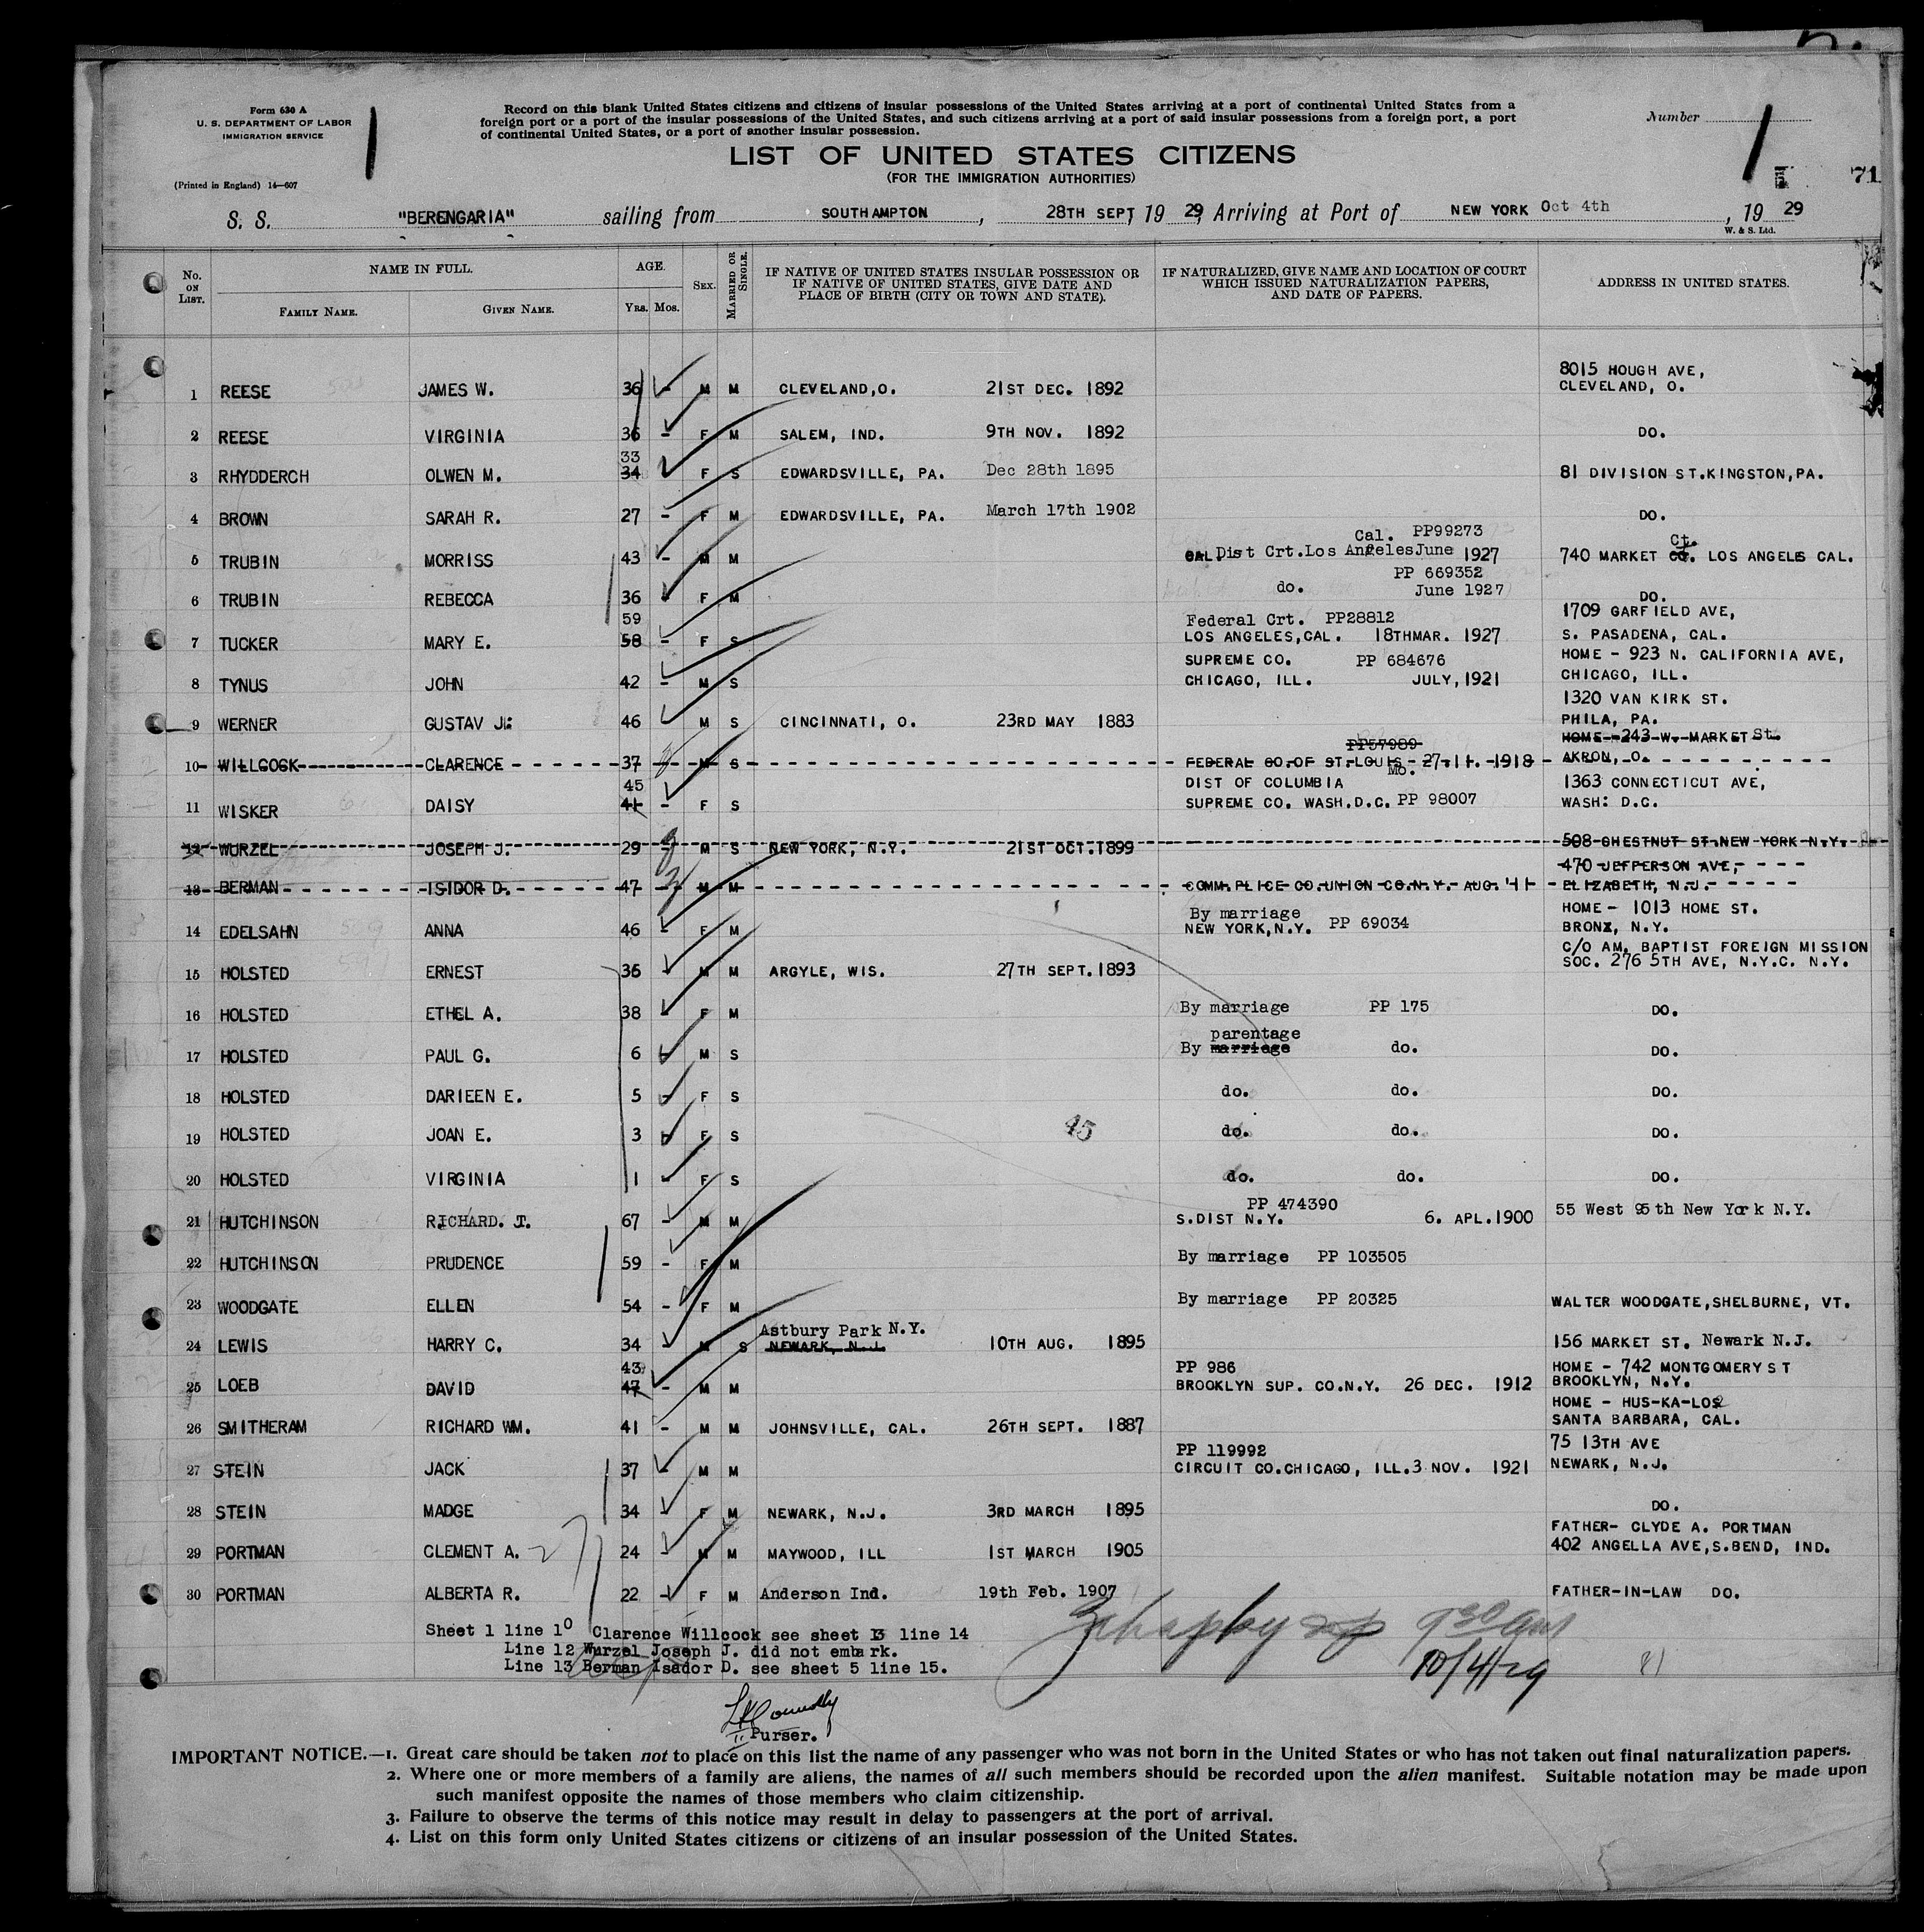 Form 630 A
U. S. DEPARTMENT OF LABOR
IMMIGRATION SERVICE
(Printed in England) 14—607
Record on this blank United States citizens and citizens of insular possessions of the United States arriving at a port of continental United States from a
foreign port or a port of the insular possessions of the United States, and such citizens arriving at a port of said insular possessions from a foreign port, a port
of continental United States, or a port of another insular possession.
Number 1
LIST OF UNITED STATES CITIZENS
(FOR THE IMMIGRATION AUTHORITIES)
71
S. S. "BERENGARIA" sailing from SOUTHAMPTON, 28TH SEPT, 19 29, Arriving at Port of NEW YORK Oct 4th, 19 29
W. & S. Ltd.
No. ON LIST. NAME IN FULL. FAMILY NAME. GIVEN NAME. AGE. YRS. MOS. SEX. MARRIED OR SINGLE. IF NATIVE OF UNITED STATES INSULAR POSSESSION OR IF NATIVE OF UNITED STATES, GIVE DATE AND PLACE OF BIRTH (CITY OR TOWN AND STATE). IF NATURALIZED, GIVE NAME AND LOCATION OF COURT WHICH ISSUED NATURALIZATION PAPERS, AND DATE OF PAPERS. ADDRESS IN UNITED STATES.
8015 HOUGH AVE,
1 REESE JAMES W. 36 - M M CLEVELAND,O. 21ST DEC. 1892 CLEVELAND, O.
2 REESE VIRGINIA 36 - F M SALEM, IND. 9TH NOV. 1892 DO.
33
3 RHYDDERCH OLWEN M. 34 F S EDWARDSVILLE, PA. Dec 28th 1895 81 DIVISION ST.KINGSTON,PA.
4 BROWN SARAH R. 27 - F M EDWARDSVILLE, PA. March 17th 1902 DO.
Cal. PP99273 Ct.
5 TRUBIN MORRISS 43 - M M CAL. Dist Crt.Los Angeles June 1927 740 MARKET CO. LOS ANGELES CAL.
PP 669352
6 TRUBIN REBECCA 36 F M do. June 1927 DO.
59 Federal Crt. PP28812 1709 GARFIELD AVE,
7 TUCKER MARY E. 58 - F S LOS ANGELES,CAL. 18THMAR. 1927 S. PASADENA, CAL.
SUPREME CO. PP 684676 HOME - 923 N. CALIFORNIA AVE,
8 TYNUS JOHN 42 - M S CHICAGO, ILL. JULY, 1921 CHICAGO, ILL.
1320 VAN KIRK ST.
9 WERNER GUSTAV J. 46 M S CINCINNATI, O. 23RD MAY 1883 PHILA, PA.
PP57989 HOME - 243 W. MARKET St.
10 WILLCOCK CLARENCE 37 M S FEDERAL CO.OF ST.LOUIS Mo. 27.11. 1918 AKRON, O.
45 DIST OF COLUMBIA 1363 CONNECTICUT AVE,
11 WISKER DAISY 41 - F S SUPREME CO. WASH.D.C. PP 98007 WASH: D.C.
12 WURZEL JOSEPH J. 29 - M S NEW YORK, N.Y. 21ST OCT.1899 508 CHESTNUT ST.NEW YORK N.Y.
470 JEFFERSON AVE,
13 BERMAN ISIDOR D. 47 - M M COMM.PLICE CO.UNION CO.N.Y. AUG.'11 ELIZABETH, N.J.
By marriage HOME - 1013 HOME ST.
14 EDELSAHN ANNA 46 - F M NEW YORK,N.Y. PP 69034 BRONX, N.Y.
C/O AM. BAPTIST FOREIGN MISSION
15 HOLSTED ERNEST 36 M M ARGYLE, WIS. 27TH SEPT.1893 SOC. 276 5TH AVE, N.Y.C. N.Y.
16 HOLSTED ETHEL A. 38 - F M By marriage PP 175 DO.
parentage
17 HOLSTED PAUL G. 6 M S By marriage do. DO.
18 HOLSTED DARIEEN E. 5 F S do. do. DO.
19 HOLSTED JOAN E. 3 F S do. do. DO.
45
20 HOLSTED VIRGINIA 1 - F S do. do. DO.
PP 474390
21 HUTCHINSON RICHARD. T. 67 - M M S.DIST N.Y. 6. APL.1900 55 West 95th New York N.Y.
22 HUTCHINSON PRUDENCE 59 - F M By marriage PP 103505
23 WOODGATE ELLEN 54 - F M By marriage PP 20325 WALTER WOODGATE,SHELBURNE, VT.
Astbury Park N.Y.
24 LEWIS HARRY C. 34 M S NEWARK, N.J. 10TH AUG. 1895 156 MARKET ST. Newark N.J.
43 PP 986 HOME - 742 MONTGOMERY ST
25 LOEB DAVID 47 - M M BROOKLYN SUP. CO.N.Y. 26 DEC. 1912 BROOKLYN, N.Y.
HOME - HUS-KA-LOS
26 SMITHERAM RICHARD WM. 41 - M M JOHNSVILLE, CAL. 26TH SEPT. 1887 SANTA BARBARA, CAL.
PP 119992 75 13TH AVE
27 STEIN JACK 37 - M M CIRCUIT CO.CHICAGO, ILL.3 NOV. 1921 NEWARK, N.J.
28 STEIN MADGE 34 F M NEWARK, N.J. 3RD MARCH 1895 DO.
FATHER- CLYDE A. PORTMAN
29 PORTMAN CLEMENT A. 24 - M M MAYWOOD, ILL 1ST MARCH 1905 402 ANGELLA AVE,S.BEND, IND.
30 PORTMAN ALBERTA R. 22 - F M Anderson Ind. 19th Feb. 1907 FATHER-IN-LAW DO.
Sheet 1 line 10 Clarence Willcock see sheet 13 line 14
Line 12 Wurzel Joseph J. did not embark.
Line 13 Berman Isador D. see sheet 5 line 15.
10/4/29
Purser.
IMPORTANT NOTICE.—1. Great care should be taken not to place on this list the name of any passenger who was not born in the United States or who has not taken out final naturalization papers.
2. Where one or more members of a family are aliens, the names of all such members should be recorded upon the alien manifest. Suitable notation may be made upon
such manifest opposite the names of those members who claim citizenship.
3. Failure to observe the terms of this notice may result in delay to passengers at the port of arrival.
4. List on this form only United States citizens or citizens of an insular possession of the United States.